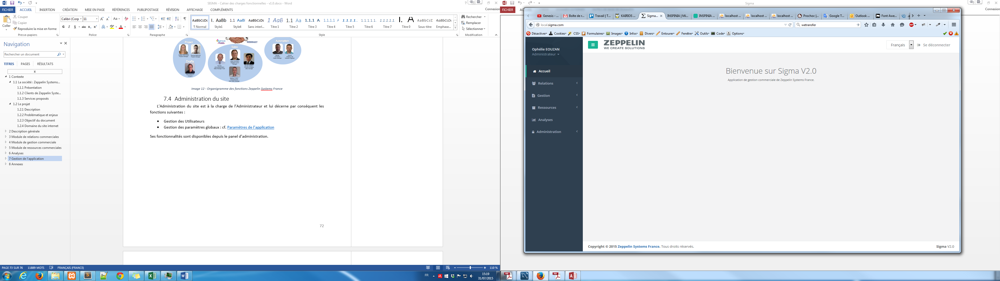 SIGMA - Cahier des charges fonctionnelles - v1.0.docx - Word
FICHIER ACCUEIL INSERTION CRÉATION MISE EN PAGE RÉFÉRENCES PUBLIPOSTAGE RÉVISION AFFICHAGE COMPLÉMENTS Connexion
Coller
Couper
Copier
Reproduire la mise en forme
Presse-papiers
Calibri (Corp 11
G I S abc
Police
Paragraphe
AaBbCcDc ¶ Normal
1. AaBb Style1
1.1 AaB Style4
AaBbCcDc Sans interl...
1 AaB Titre 1
1.1 Aa Titre 2
1.1.1 A Titre 3
1.1.1.1 A Titre 4
1.1.1.1. Titre 5
1.1.1.1.1. Titre 6
1.1.1.1.1. Titre 7
1. A Titre 0
AaBbCcD Sous-titre
AaBbCcDc Emphase...
Style
Rechercher
Remplacer
Sélectionner
Modification
Navigation
Rechercher un document
TITRES PAGES RÉSULTATS
1 Contexte
1.1 La société : Zeppelin Systems...
1.1.1 Présentation
1.1.2 Clients de Zeppelin Syste...
1.1.3 Services proposés
1.2 Le projet
1.2.1 Description
1.2.2 Problématique et enjeux
1.2.3 Objectif du document
1.2.4 Domaine du site internet
2 Description générale
3 Module de relations commerciales
4 Module de gestion commerciale
5 Module de ressources commerciales
6 Analyses
7 Gestion de l'application
8 Annexes
Project
Drafts
Sales
WRIGLEY
Automatism
Image 12 - Organigramme des fonctions Zeppelin Systems France
7.4 Administration du site
L'Administration du site est à la charge de l'Administrateur et lui décerne par conséquent les
fonctions suivantes :
• Gestion des Utilisateurs
• Gestion des paramètres globaux : cf. Paramètres de l'application
Ses fonctionnalités sont disponibles depuis le panel d'administration.
72
PAGE 73 SUR 76 11889 MOTS FRANÇAIS (FRANCE) 110 %
FR 15:19
31/07/2015
Sigma
FICHIER
Connexion
Genesis - ... Boîte de r... Travail | T... KAIRIOS ... Sigma... INSPINIA | Mi... INSPINIA ... localhost ... localhost ... localhost ... Prochoc |... Google T... Outlook ... Font Awe...
local.sigma.com
wetransfer
Désactiver Cookies CSS Formulaires Images Infos Divers Entourer Fenêtre Outils Code Options
Ophélie EOUZAN
Administrateur
ZEPPELIN
WE CREATE SOLUTIONS
Français Se déconnecter
Accueil
Relations
Gestion
Ressources
Analyses
Administration
Bienvenue sur Sigma V2.0
Application de gestion commerciale de Zeppelin Systems France.
Copyright © 2015 Zeppelin Systems France. Tous droits réservés.
Sigma V2.0